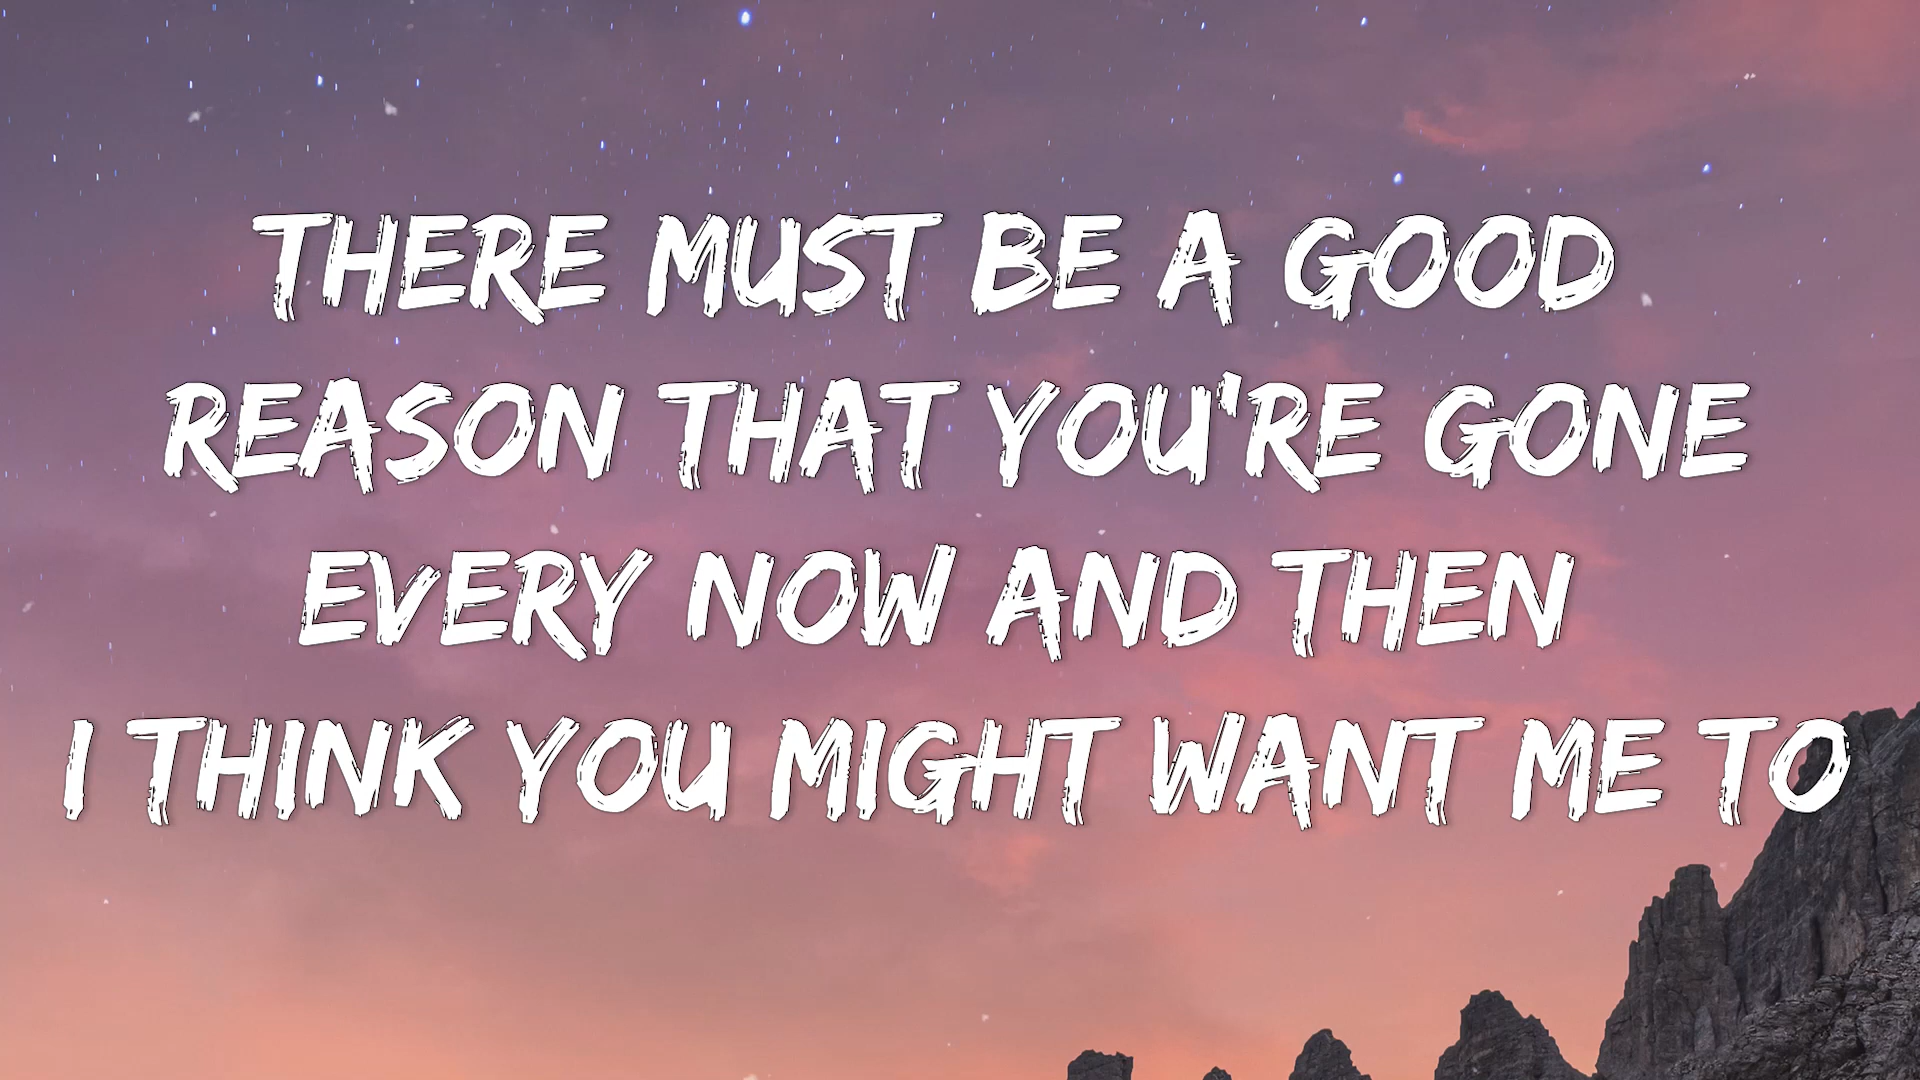 THERE MUST BE A GOOD
REASON THAT YOU'RE GONE
EVERY NOW AND THEN
I THINK YOU MIGHT WANT ME TO